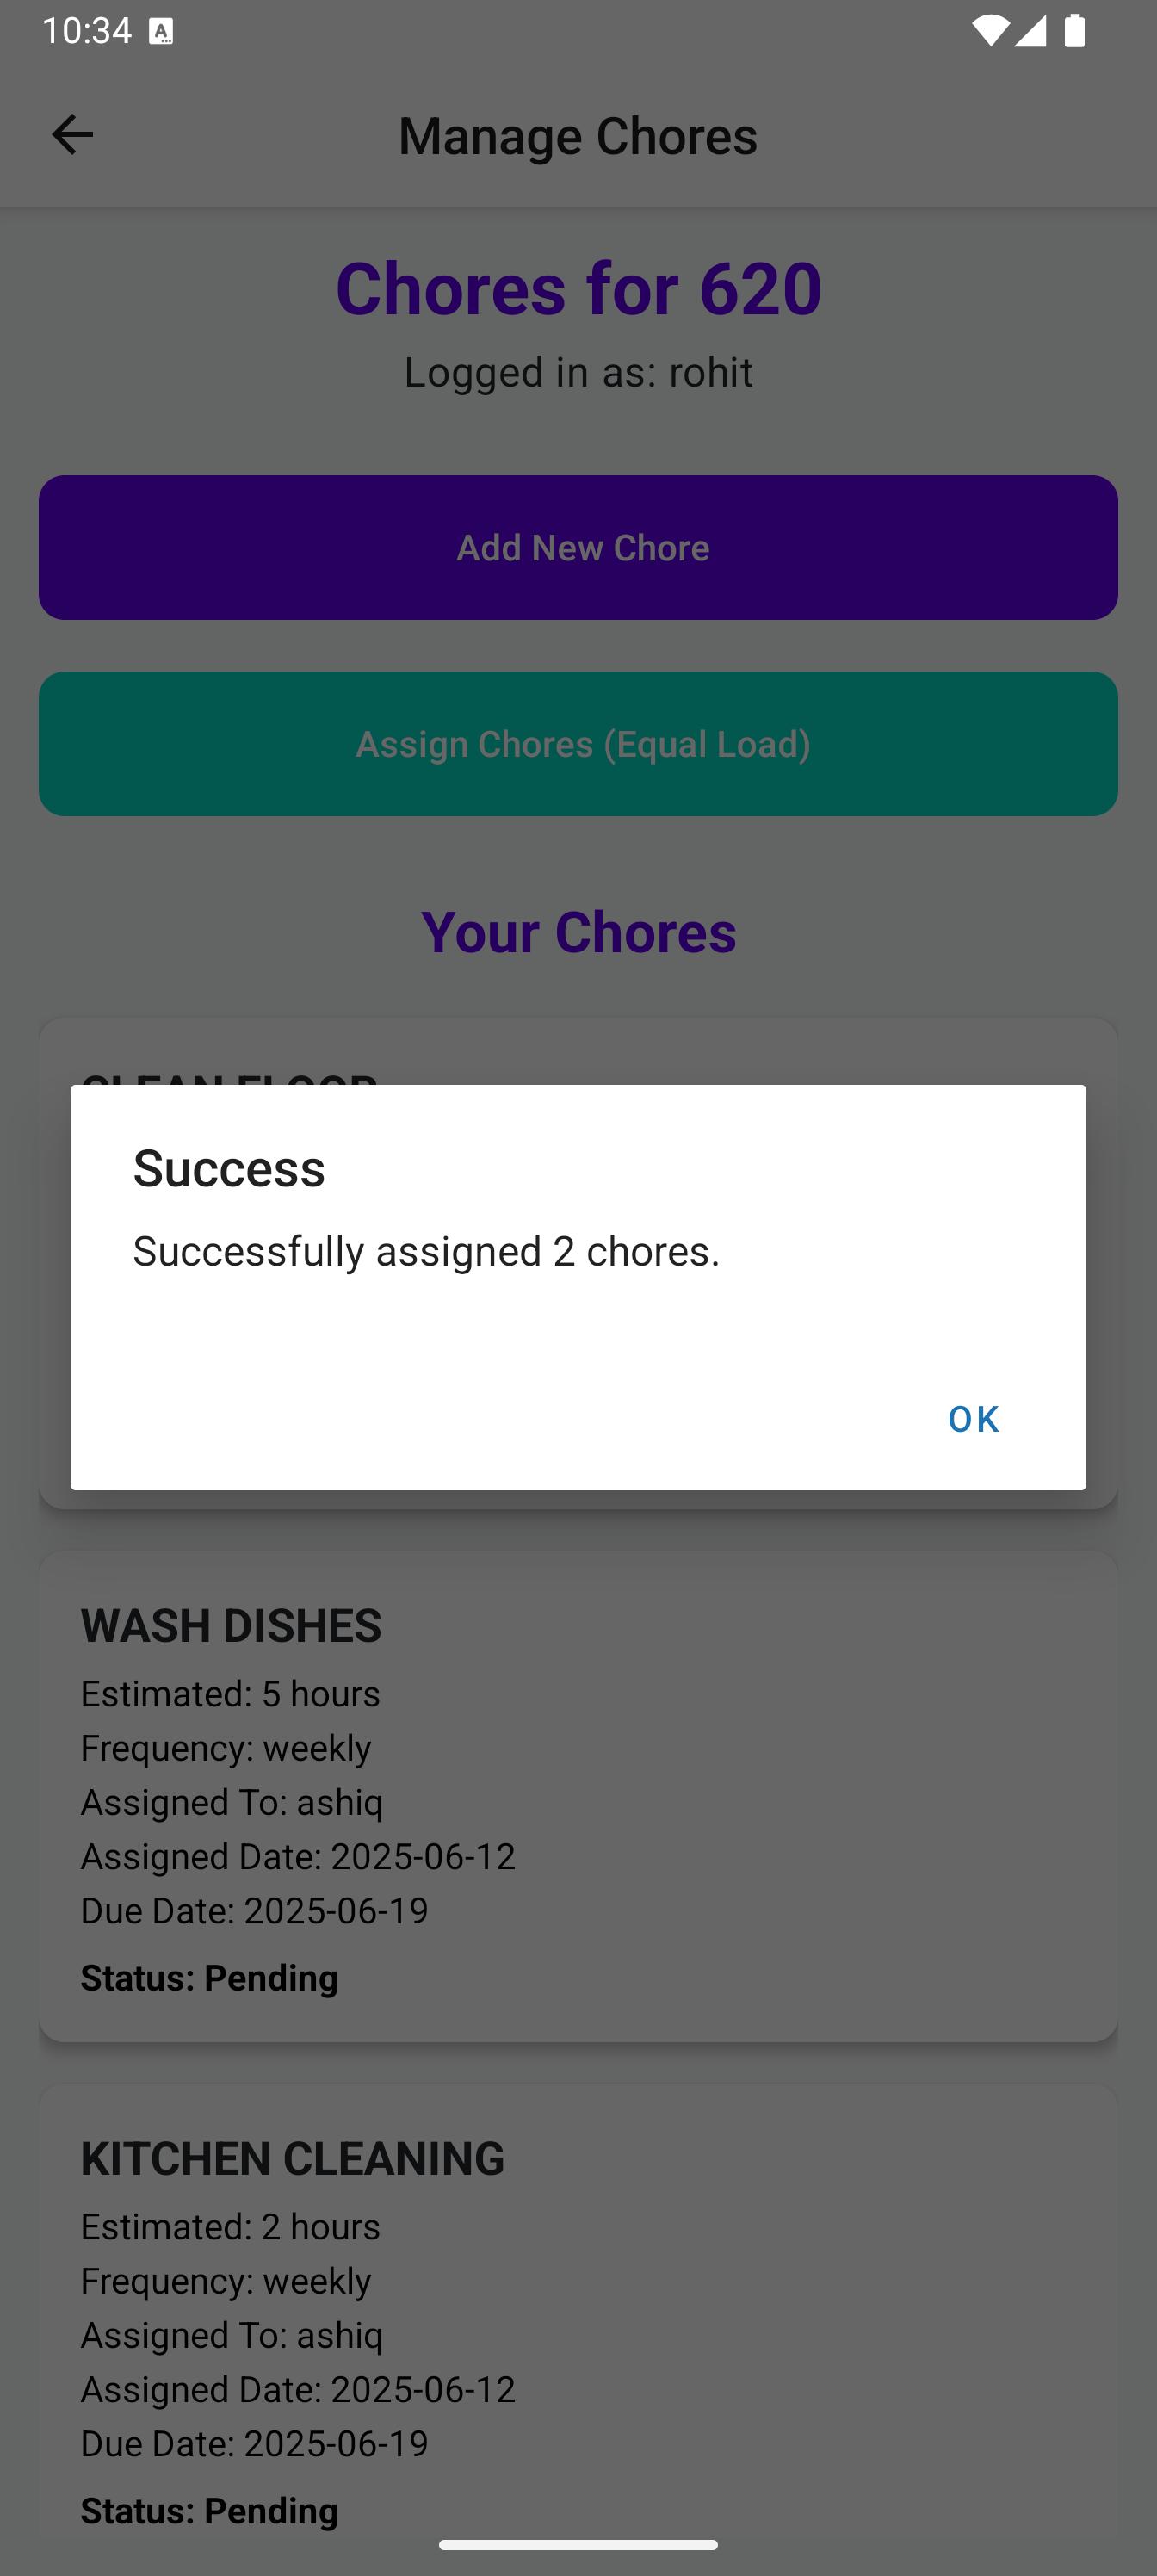 10:34
Manage Chores
Chores for 620
Logged in as: rohit
Add New Chore
Assign Chores (Equal Load)
Your Chores
CLEAN FLOOR
Success
Successfully assigned 2 chores.
OK
WASH DISHES
Estimated: 5 hours
Frequency: weekly
Assigned To: ashiq
Assigned Date: 2025-06-12
Due Date: 2025-06-19
Status: Pending
KITCHEN CLEANING
Estimated: 2 hours
Frequency: weekly
Assigned To: ashiq
Assigned Date: 2025-06-12
Due Date: 2025-06-19
Status: Pending